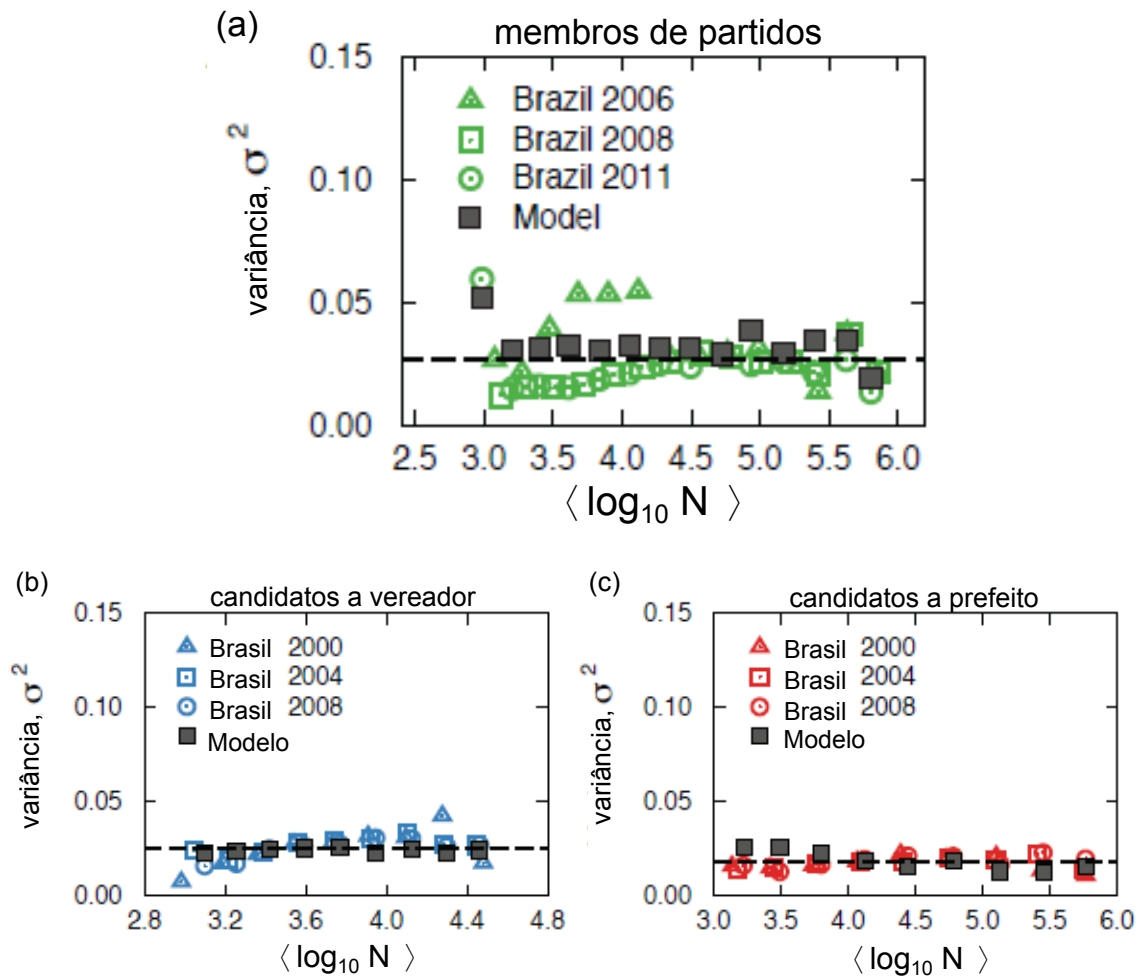 (a)
membros de partidos
variância, σ²
0.15
0.10
0.05
0.00
Brazil 2006
Brazil 2008
Brazil 2011
Model
2.5 3.0 3.5 4.0 4.5 5.0 5.5 6.0
⟨ log₁₀ N ⟩
(b)
candidatos a vereador
variância, σ²
0.15
0.10
0.05
0.00
Brasil 2000
Brasil 2004
Brasil 2008
Modelo
2.8 3.2 3.6 4.0 4.4 4.8
⟨ log₁₀ N ⟩
(c)
candidatos a prefeito
variância, σ²
0.15
0.10
0.05
0.00
Brasil 2000
Brasil 2004
Brasil 2008
Modelo
3.0 3.5 4.0 4.5 5.0 5.5 6.0
⟨ log₁₀ N ⟩